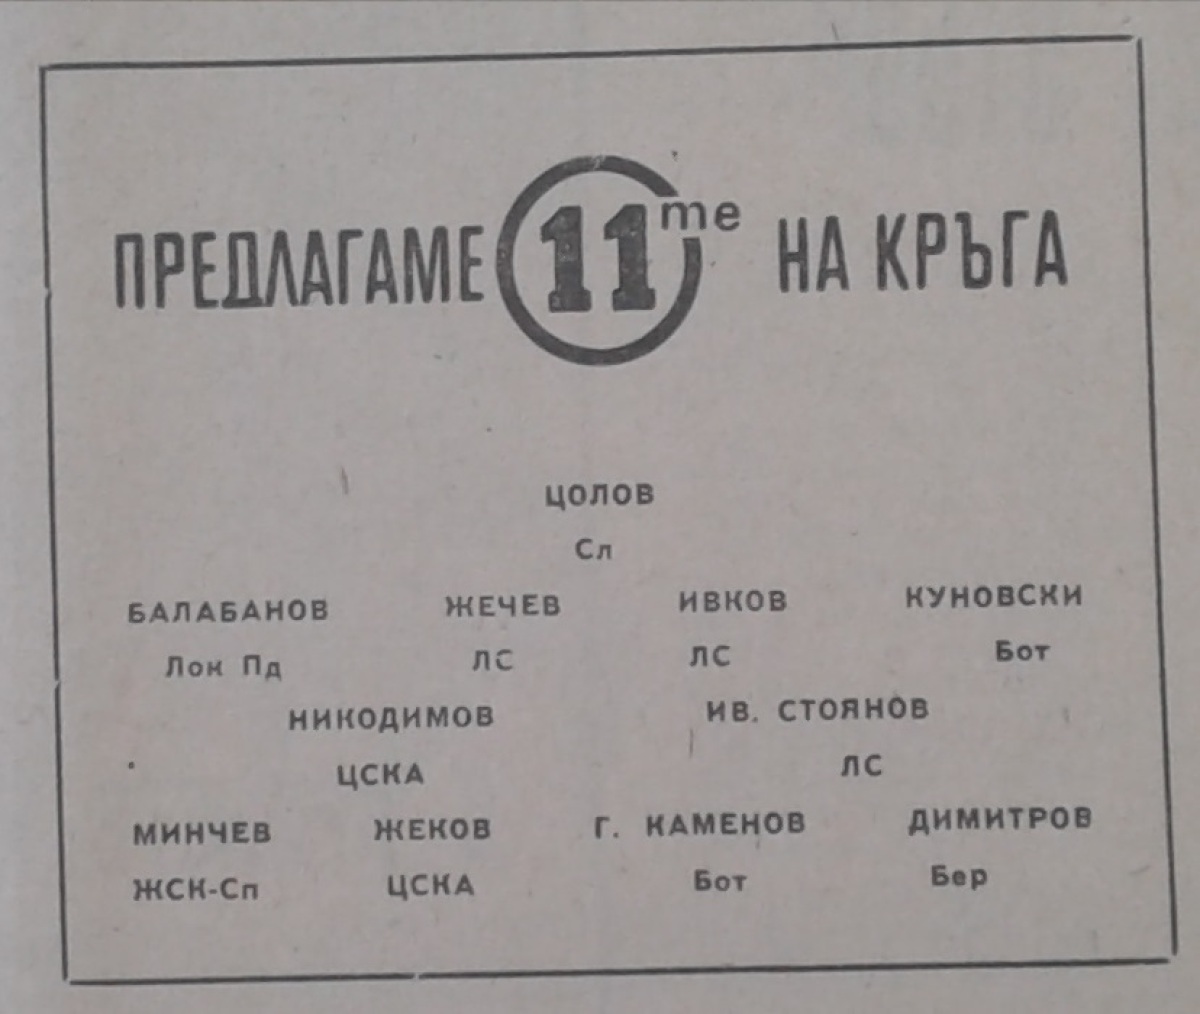 ПРЕДЛАГАМЕ 11те НА КРЪГА
ЦОЛОВ
Сл
БАЛАБАНОВ ЖЕЧЕВ ИВКОВ КУНОВСКИ
Лок Пд ЛС ЛС Бот
НИКОДИМОВ ИВ. СТОЯНОВ
ЦСКА ЛС
МИНЧЕВ ЖЕКОВ Г. КАМЕНОВ ДИМИТРОВ
ЖСК-Сп ЦСКА Бот Бер